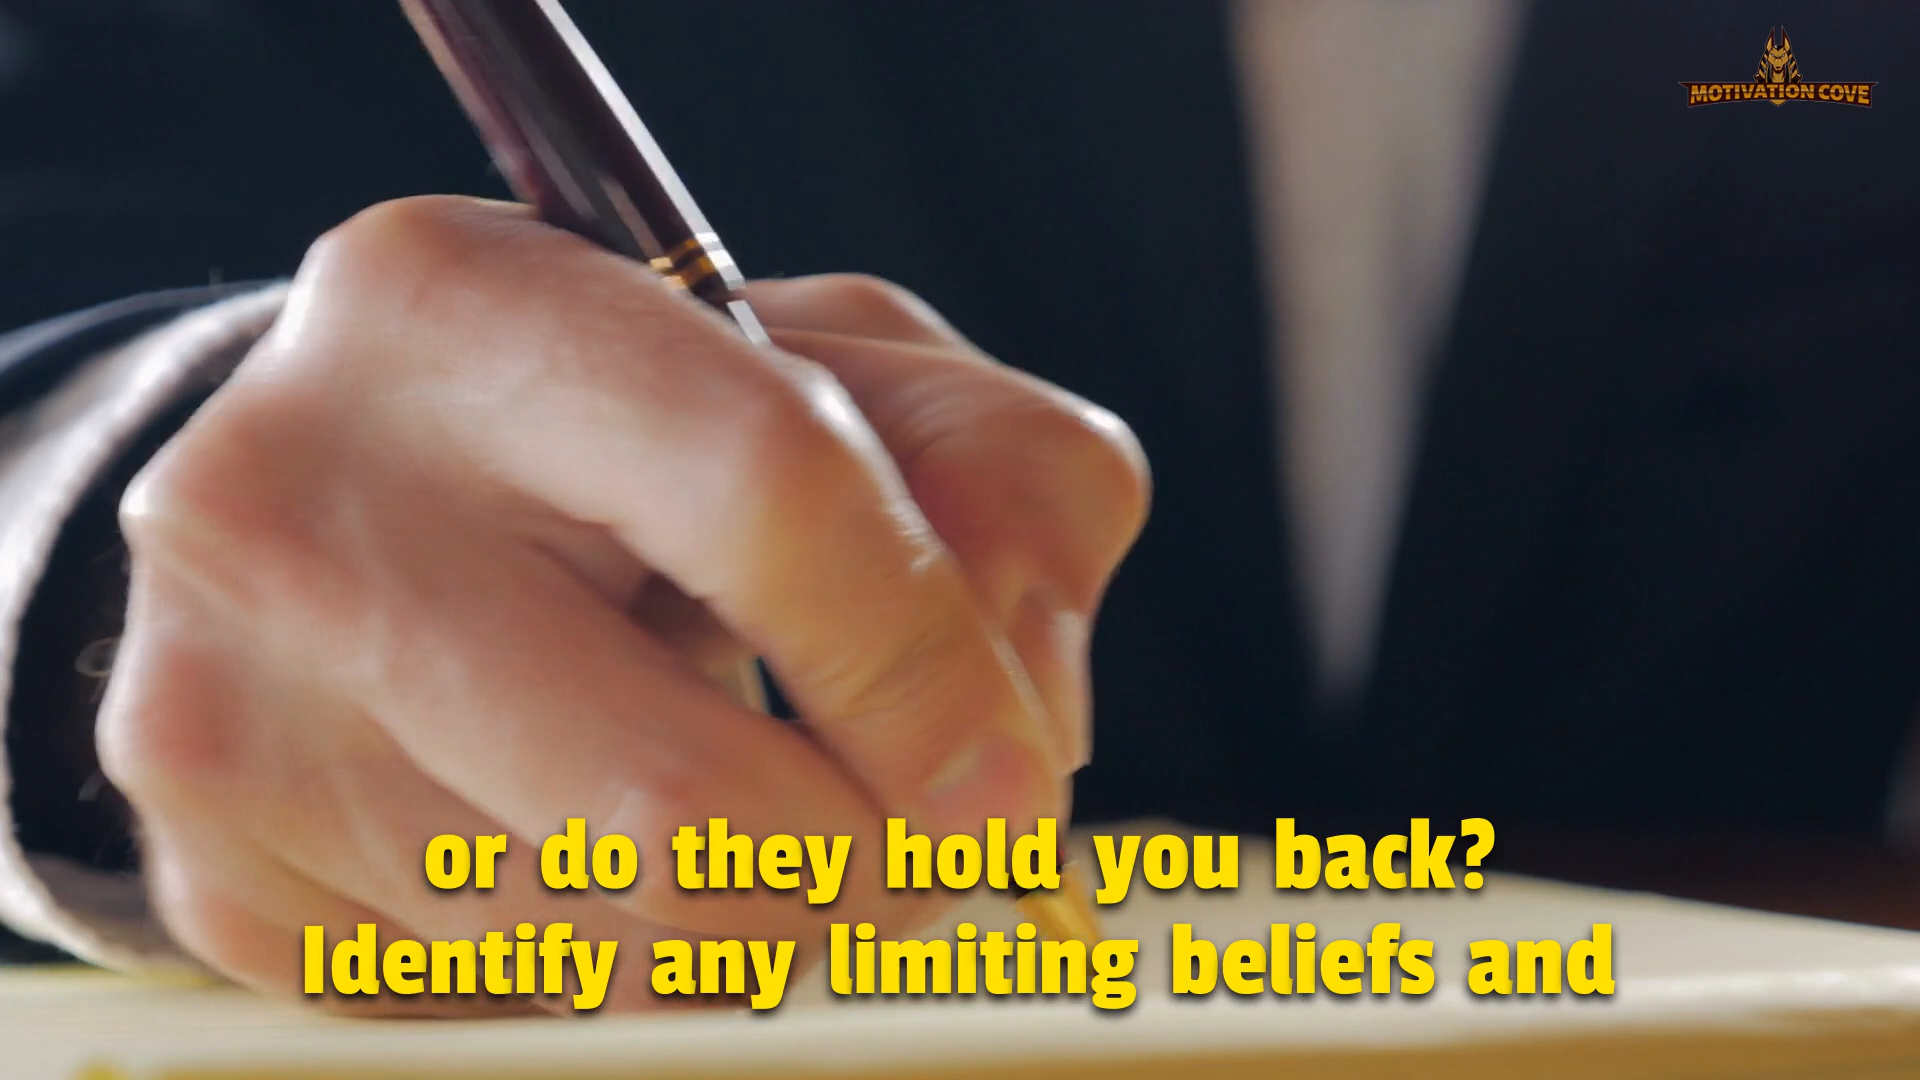 MOTIVATION COVE
or do they hold you back?
Identify any limiting beliefs and